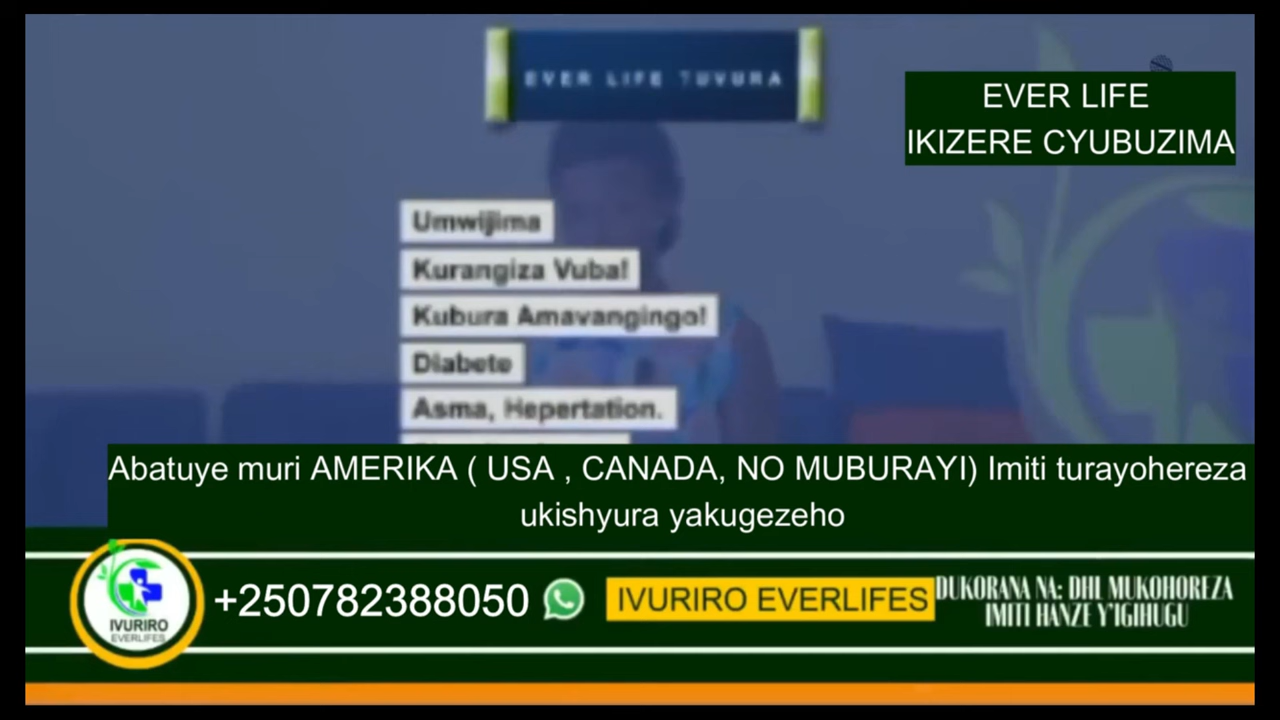 EVER LIFE TUVURA
EVER LIFE
IKIZERE CYUBUZIMA
Umwijima
Kurangiza Vuba!
Kubura Amavangingo!
Diabete
Asma, Hepertation.
Abatuye muri AMERIKA ( USA , CANADA, NO MUBURAYI) Imiti turayohereza
ukishyura yakugezeho
IVURIRO
EVERLIFES
+250782388050
IVURIRO EVERLIFES
DUKORANA NA: DHL MUKOHOREZA
IMITI HANZE Y'IGIHUGU